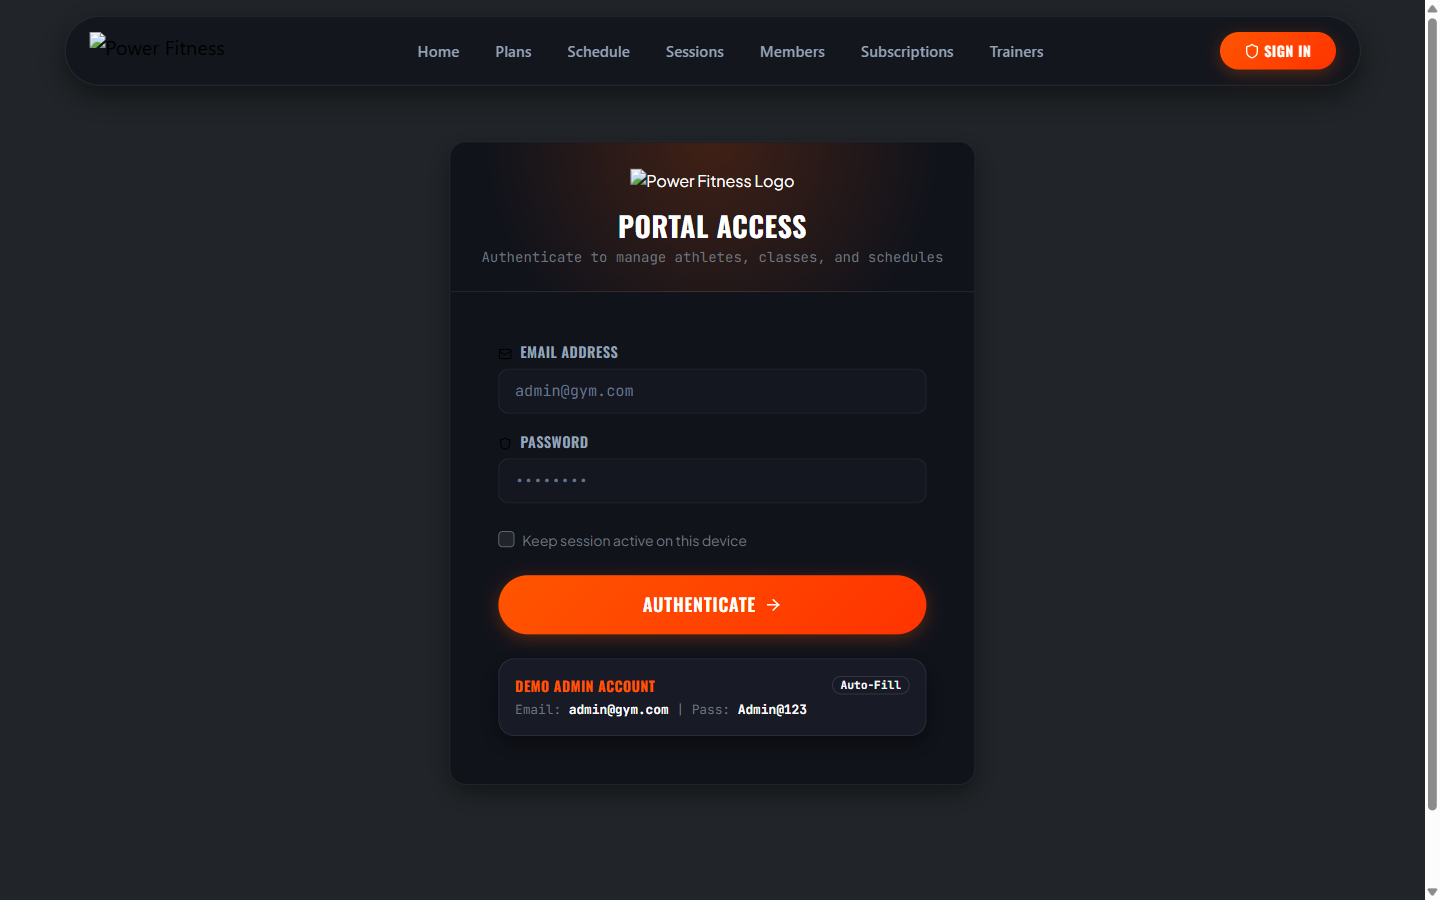 Power Fitness
Home Plans Schedule Sessions Members Subscriptions Trainers
SIGN IN
Power Fitness Logo
PORTAL ACCESS
Authenticate to manage athletes, classes, and schedules
EMAIL ADDRESS
admin@gym.com
PASSWORD
••••••••
Keep session active on this device
AUTHENTICATE →
DEMO ADMIN ACCOUNT Auto-Fill
Email: admin@gym.com | Pass: Admin@123